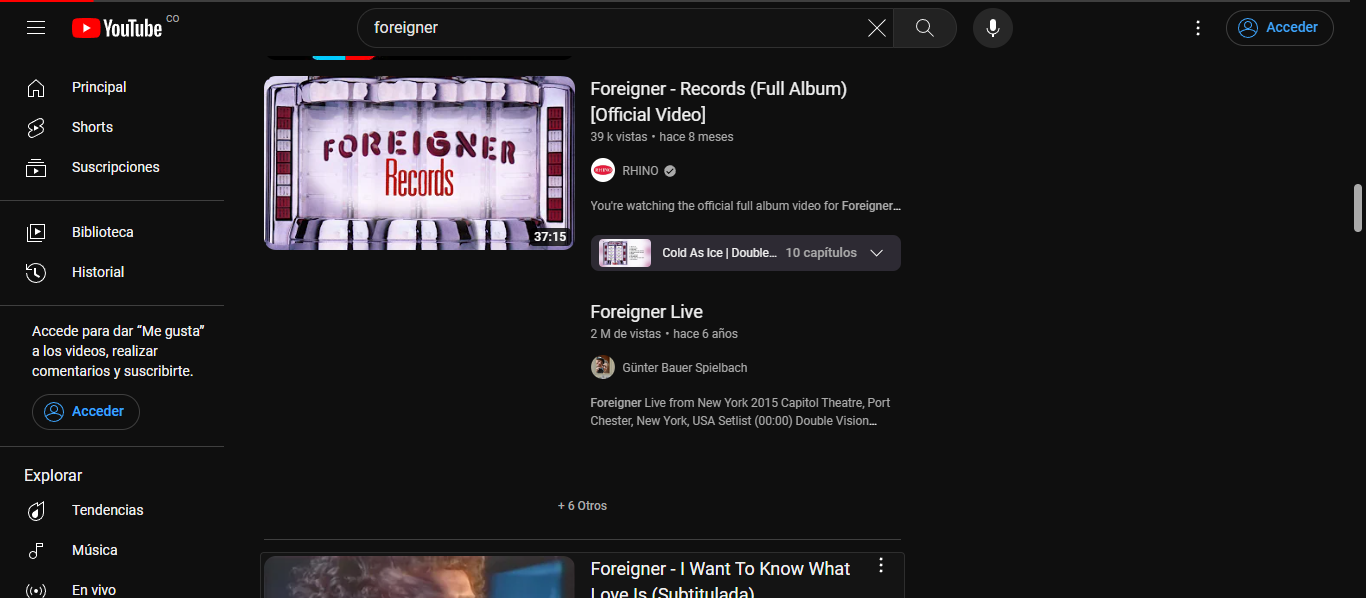 YouTube CO
foreigner
Acceder
Principal
Shorts
Suscripciones
Biblioteca
Historial
Accede para dar “Me gusta”
a los videos, realizar
comentarios y suscribirte.
Acceder
Explorar
Tendencias
Música
En vivo
FOREIGNER
Records
37:15
Foreigner - Records (Full Album)
[Official Video]
39 k vistas • hace 8 meses
RHINO
You're watching the official full album video for Foreigner...
Cold As Ice | Double... 10 capítulos
Foreigner Live
2 M de vistas • hace 6 años
Günter Bauer Spielbach
Foreigner Live from New York 2015 Capitol Theatre, Port
Chester, New York, USA Setlist (00:00) Double Vision...
+ 6 Otros
Foreigner - I Want To Know What
Love Is (Subtitulada)